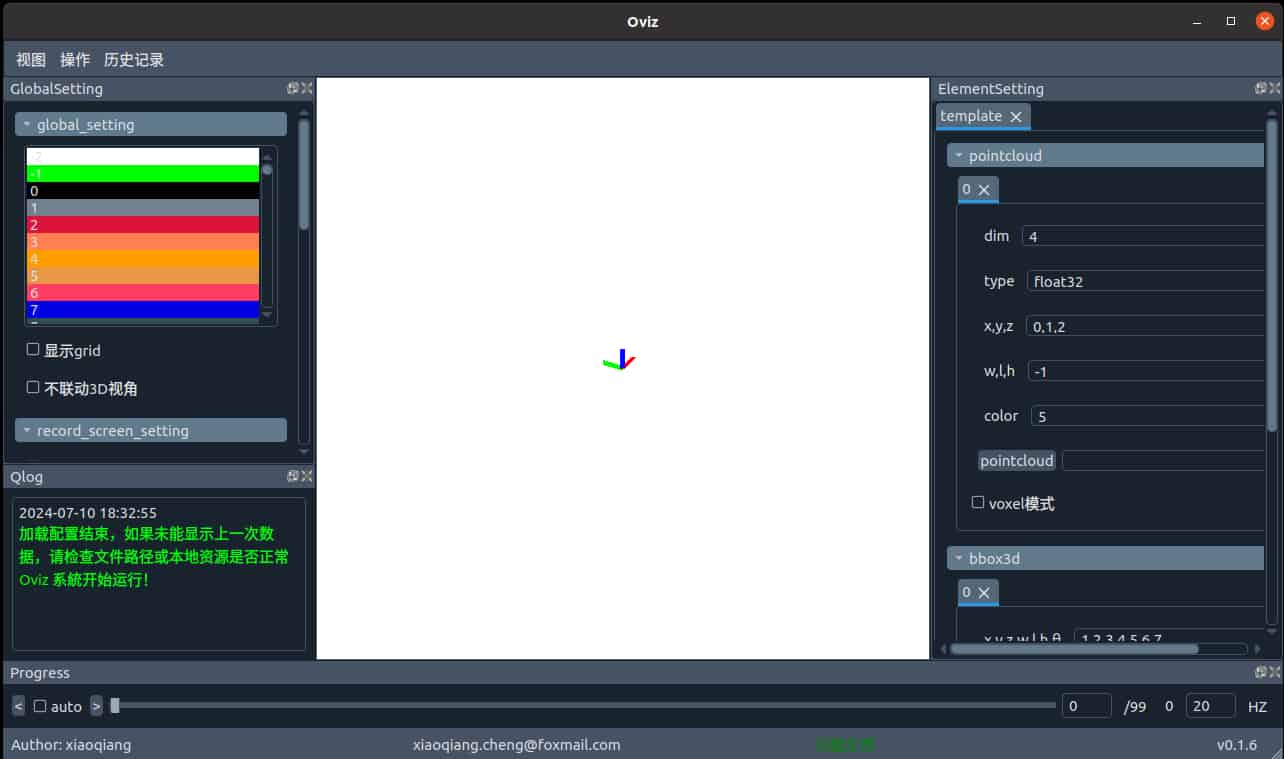 Oviz
视图 操作 历史记录
GlobalSetting
global_setting
-2
-1
0
1
2
3
4
5
6
7
显示grid
不联动3D视角
record_screen_setting
Qlog
2024-07-10 18:32:55
加载配置结束，如果未能显示上一次数
据，请检查文件路径或本地资源是否正常
Oviz 系統开始运行！
ElementSetting
template
pointcloud
0
dim 4
type float32
x,y,z 0,1,2
w,l,h -1
color 5
pointcloud
voxel模式
bbox3d
0
x,y,z,w,l,h,θ 1,2,3,4,5,6,7
Progress
< auto > 0 /99 0 20 HZ
Author: xiaoqiang xiaoqiang.cheng@foxmail.com v0.1.6